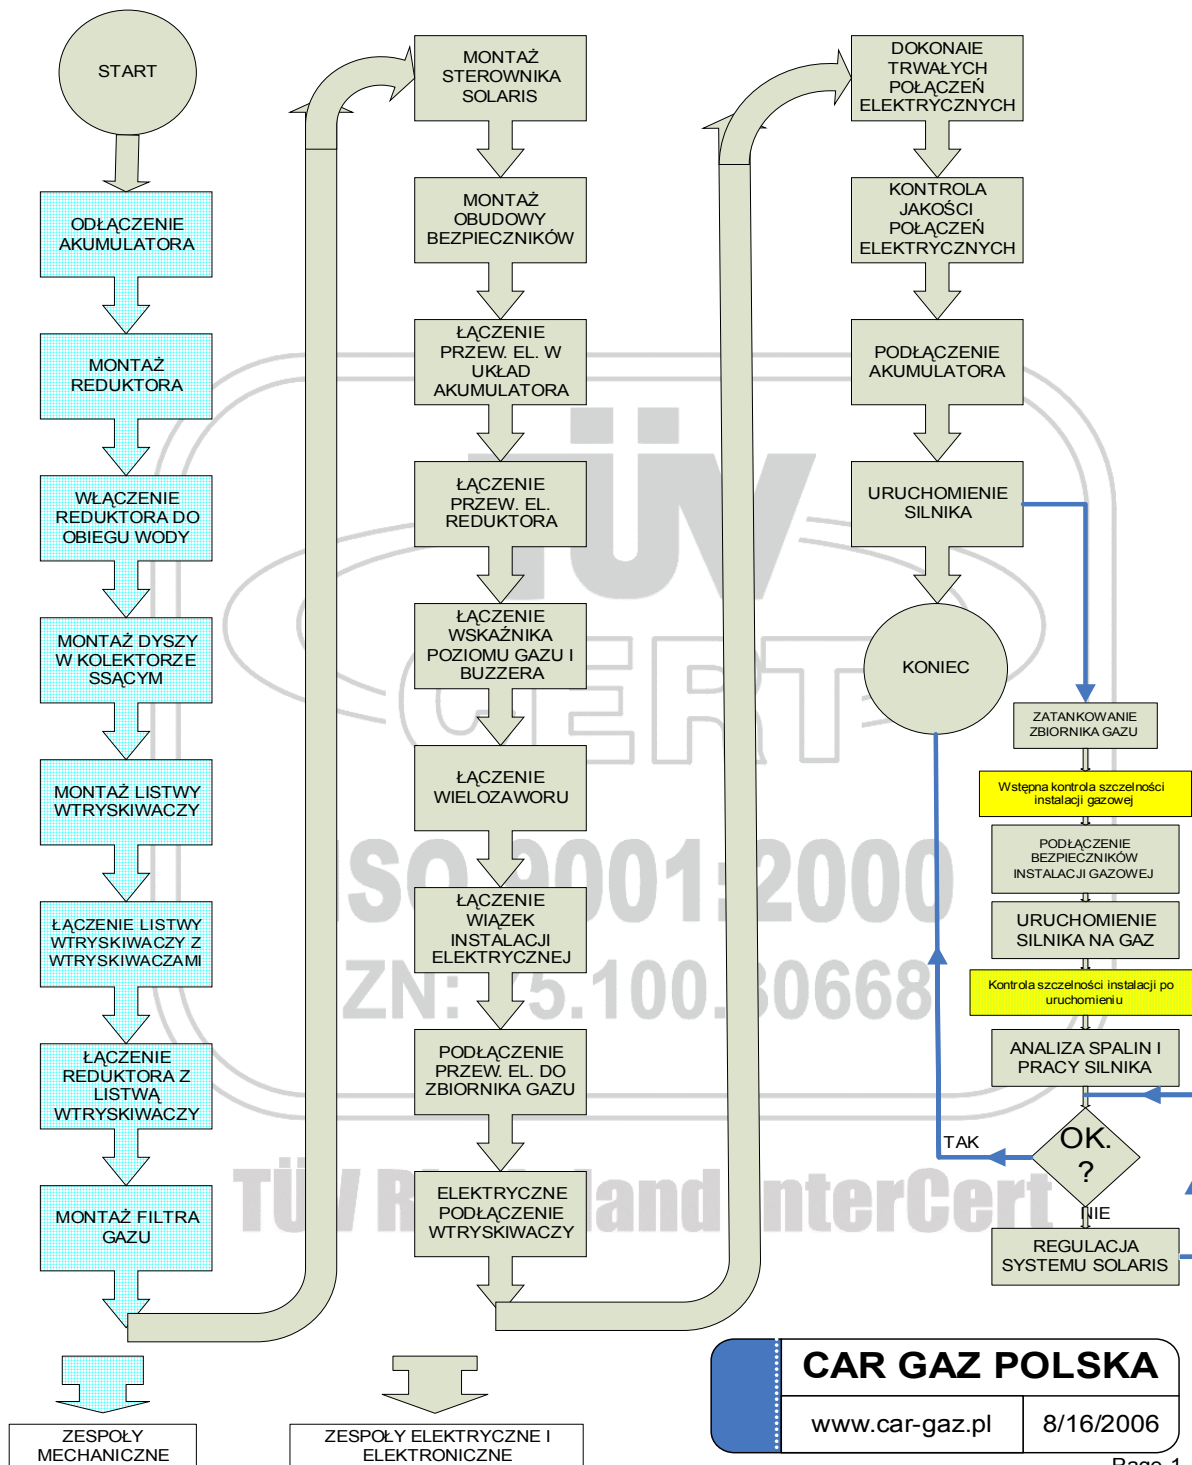 START
ODŁĄCZENIE
AKUMULATORA
MONTAŻ
REDUKTORA
WŁĄCZENIE
REDUKTORA DO
OBIEGU WODY
MONTAŻ DYSZY
W KOLEKTORZE
SSĄCYM
MONTAŻ LISTWY
WTRYSKIWACZY
ŁĄCZENIE LISTWY
WTRYSKIWACZY Z
WTRYSKIWACZAMI
ŁĄCZENIE
REDUKTORA Z
LISTWĄ
WTRYSKIWACZY
MONTAŻ FILTRA
GAZU
ZESPOŁY
MECHANICZNE
MONTAŻ
STEROWNIKA
SOLARIS
MONTAŻ
OBUDOWY
BEZPIECZNIKÓW
ŁĄCZENIE
PRZEW. EL. W
UKŁAD
AKUMULATORA
ŁĄCZENIE
PRZEW. EL.
REDUKTORA
ŁĄCZENIE
WSKAŹNIKA
POZIOMU GAZU I
BUZZERA
ŁĄCZENIE
WIELOZAWORU
ŁĄCZENIE
WIĄZEK
INSTALACJI
ELEKTRYCZNEJ
PODŁĄCZENIE
PRZEW. EL. DO
ZBIORNIKA GAZU
ELEKTRYCZNE
PODŁĄCZENIE
WTRYSKIWACZY
ZESPOŁY ELEKTRYCZNE I
ELEKTRONICZNE
DOKONAIE
TRWAŁYCH
POŁĄCZEŃ
ELEKTRYCZNYCH
KONTROLA
JAKOŚCI
POŁĄCZEŃ
ELEKTRYCZNYCH
PODŁĄCZENIE
AKUMULATORA
URUCHOMIENIE
SILNIKA
KONIEC
ZATANKOWANIE
ZBIORNIKA GAZU
Wstępna kontrola szczelności
instalacji gazowej
PODŁĄCZENIE
BEZPIECZNIKÓW
INSTALACJI GAZOWEJ
URUCHOMIENIE
SILNIKA NA GAZ
Kontrola szczelności instalacji po
uruchomieniu
ANALIZA SPALIN I
PRACY SILNIKA
OK.
?
TAK
NIE
REGULACJA
SYSTEMU SOLARIS
TÜV
CERT
ISO 9001:2000
ZN: 75.100.30668
TÜV InterCert
CAR GAZ POLSKA
www.car-gaz.pl
8/16/2006
Page 1